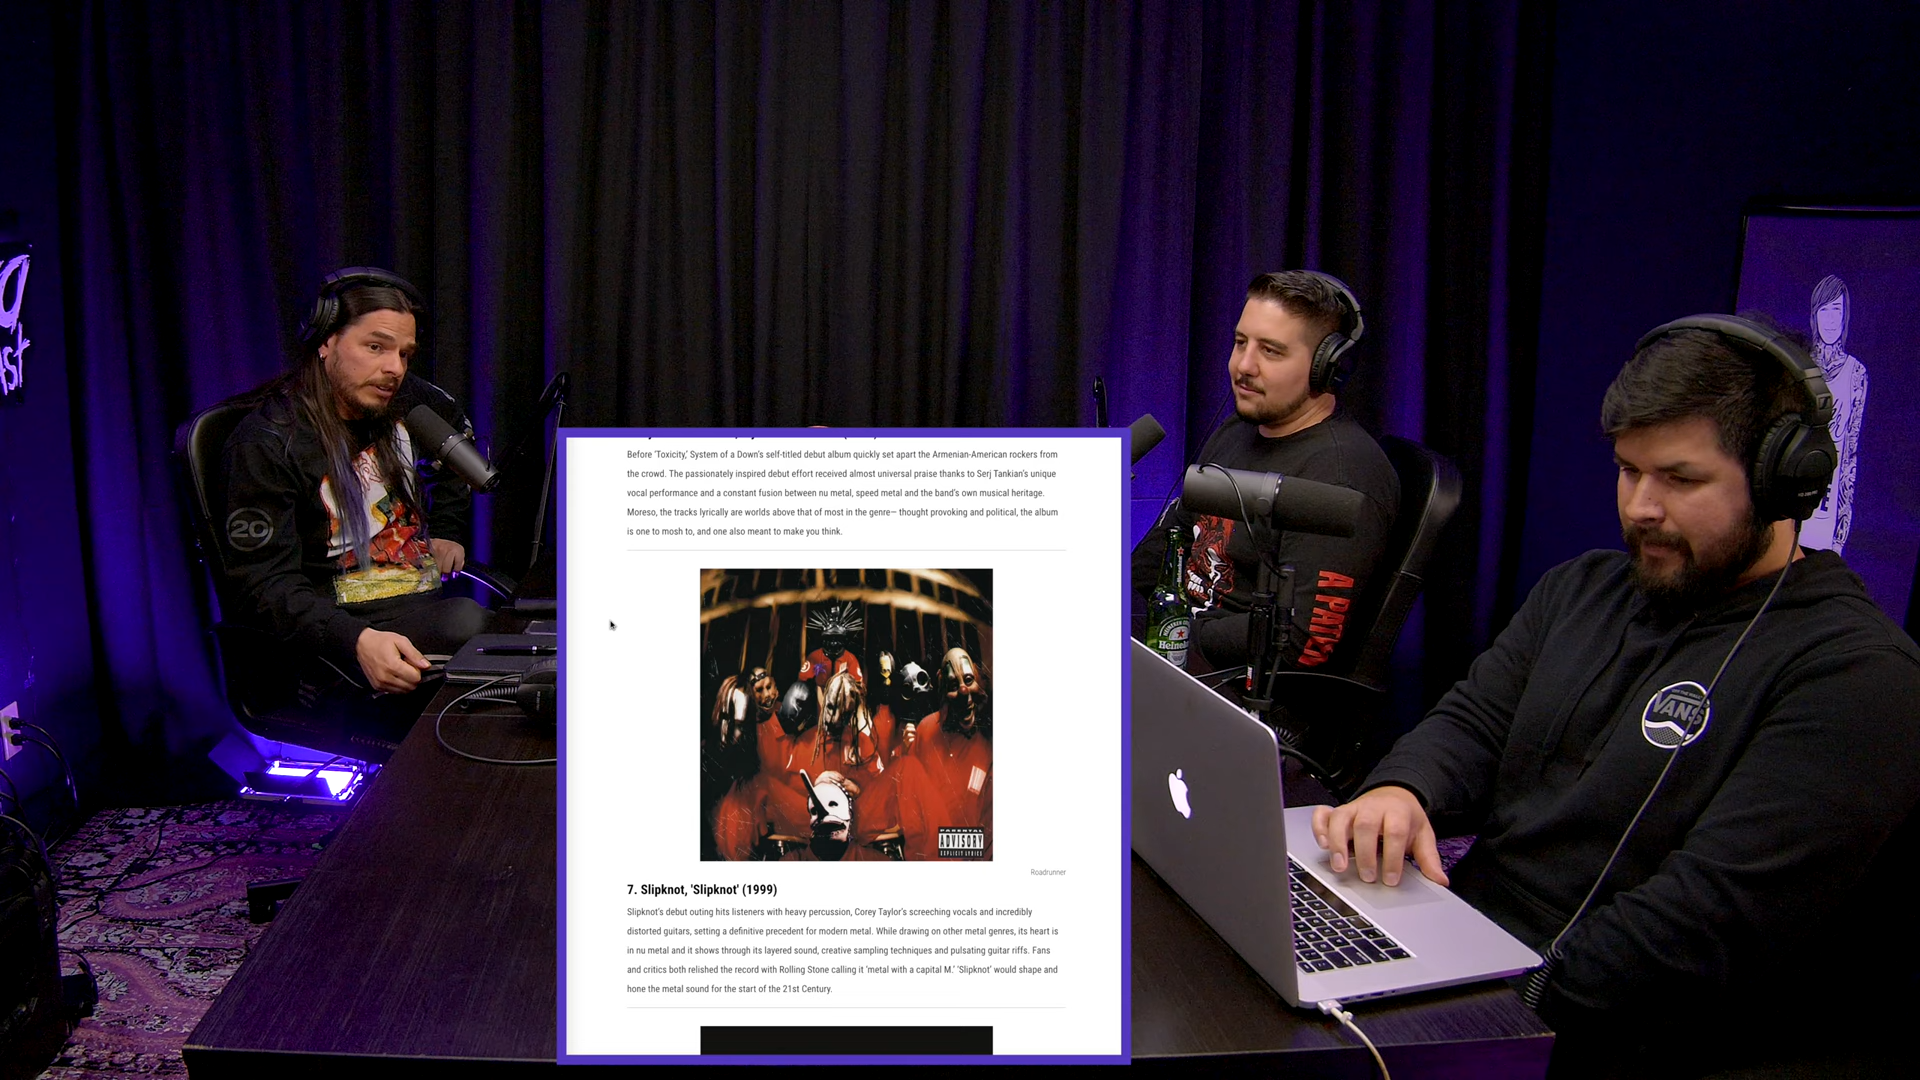 20
Before 'Toxicity,' System of a Down's self-titled debut album quickly set apart the Armenian-American rockers from
the crowd. The passionately inspired debut effort received almost universal praise thanks to Serj Tankian's unique
vocal performance and a constant fusion between nu metal, speed metal and the band's own musical heritage.
Moreso, the tracks lyrically are worlds above that of most in the genre— thought provoking and political, the album
is one to mosh to, and one also meant to make you think.
PARENTAL
ADVISORY
EXPLICIT LYRICS
Roadrunner
7. Slipknot, 'Slipknot' (1999)
Slipknot's debut outing hits listeners with heavy percussion, Corey Taylor's screeching vocals and incredibly
distorted guitars, setting a definitive precedent for modern metal. While drawing on other metal genres, its heart is
in nu metal and it shows through its layered sound, creative sampling techniques and pulsating guitar riffs. Fans
and critics both relished the record with Rolling Stone calling it 'metal with a capital M.' 'Slipknot' would shape and
hone the metal sound for the start of the 21st Century.
Heineken
VANS